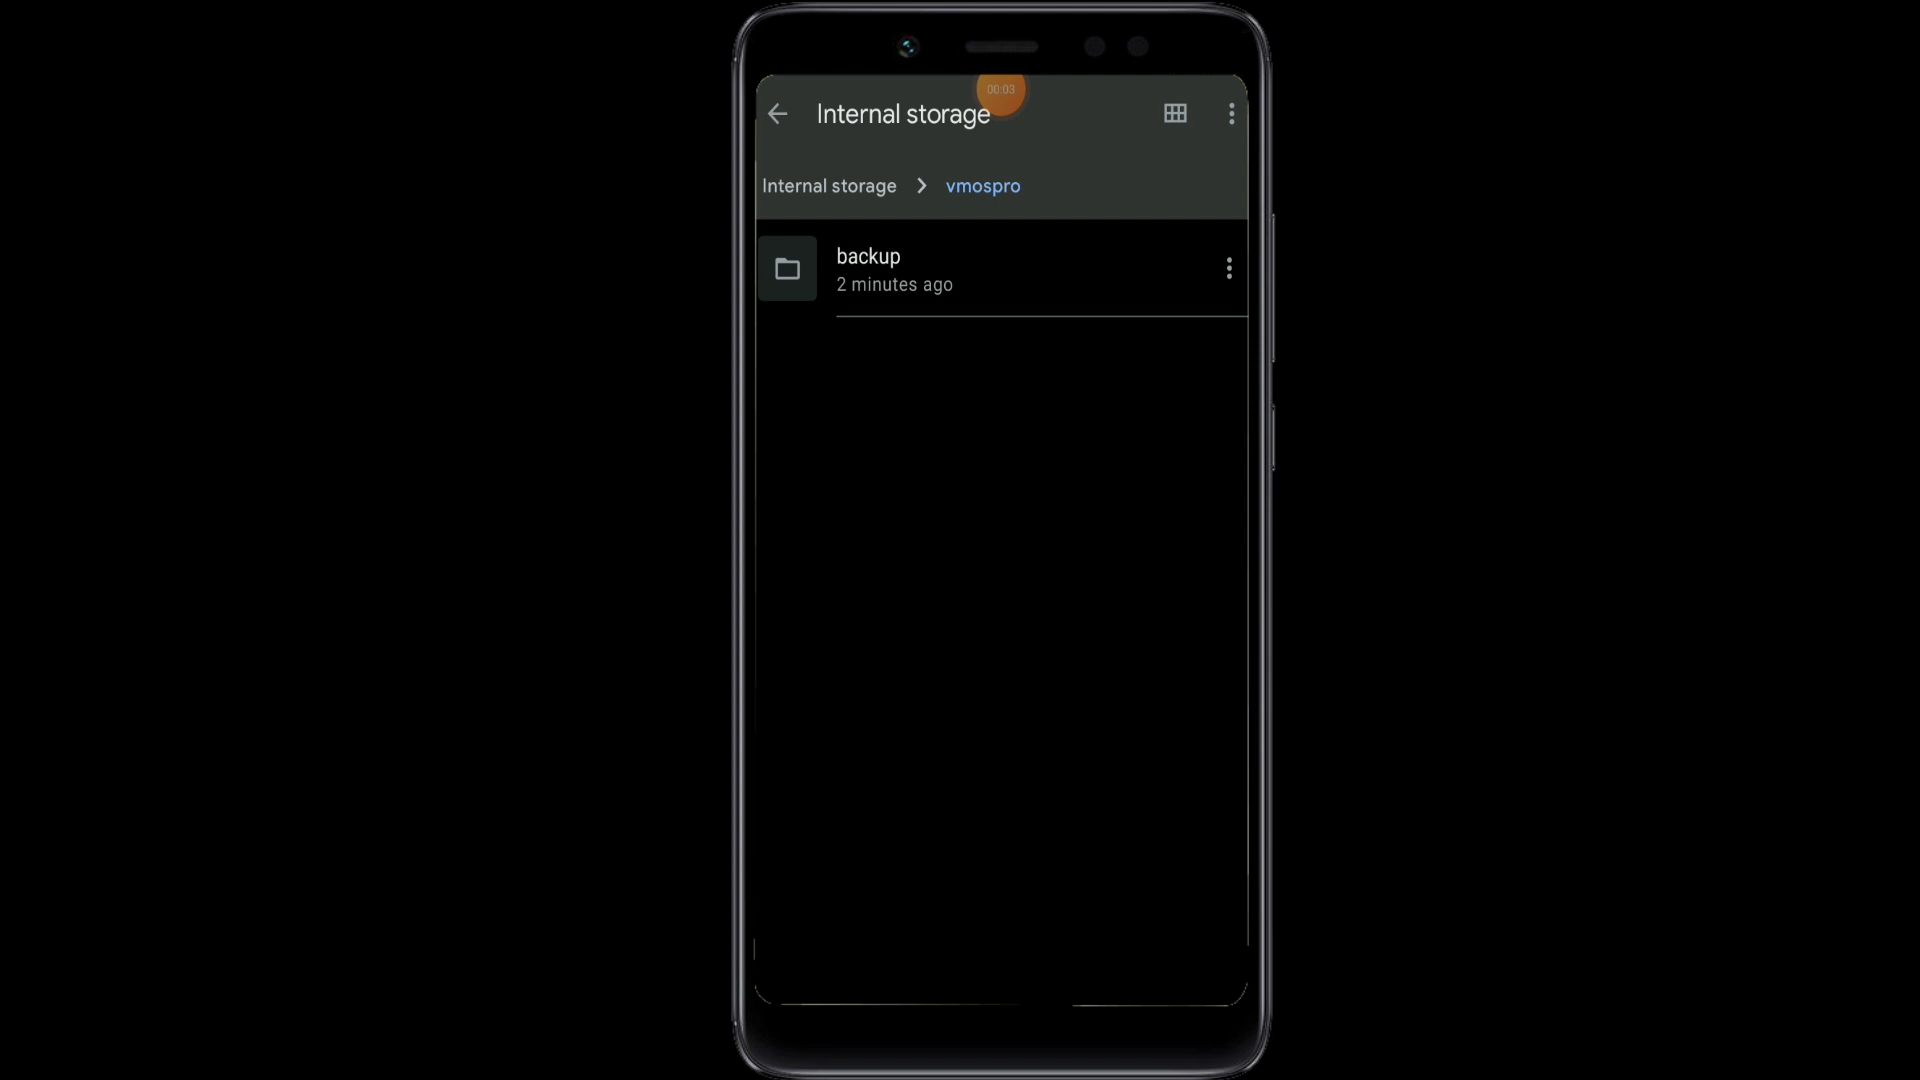 00:03
Internal storage
Internal storage > vmospro
backup
2 minutes ago